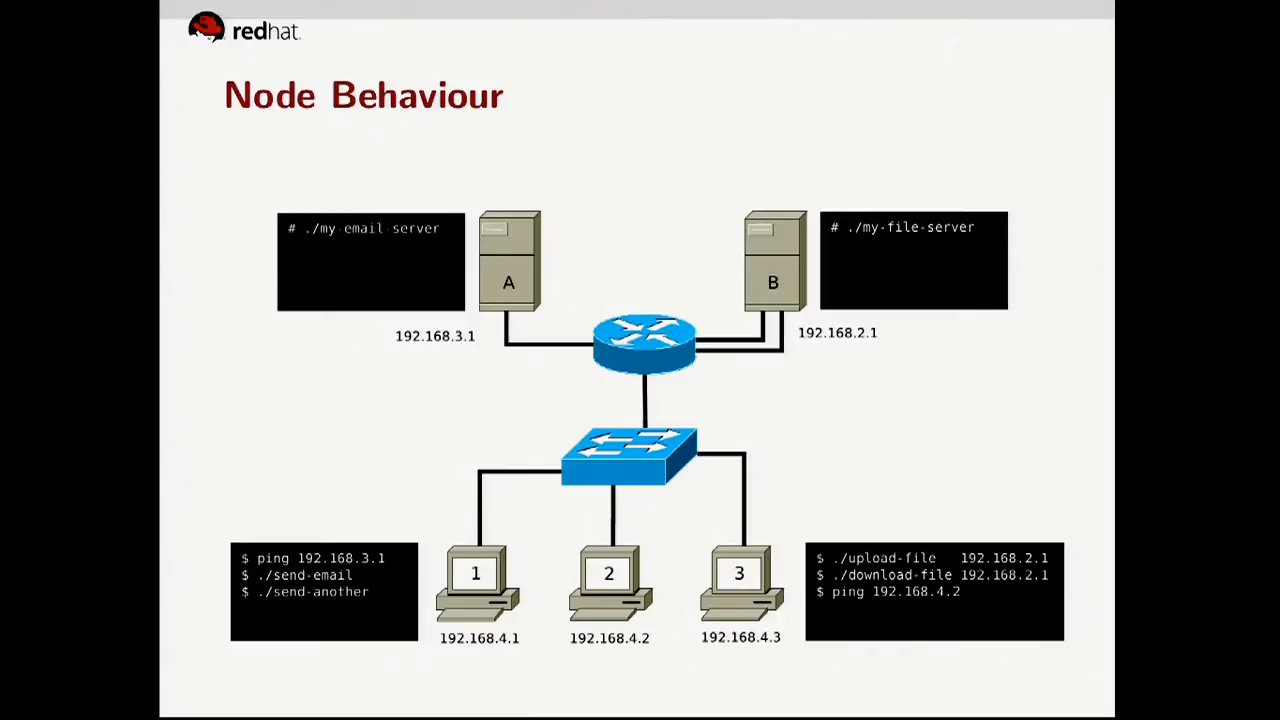 redhat.
Node Behaviour
# ./my-email-server
A
B
# ./my-file-server
192.168.3.1
192.168.2.1
$ ping 192.168.3.1
$ ./send-email
$ ./send-another
1
2
3
$ ./upload-file   192.168.2.1
$ ./download-file 192.168.2.1
$ ping 192.168.4.2
192.168.4.1
192.168.4.2
192.168.4.3